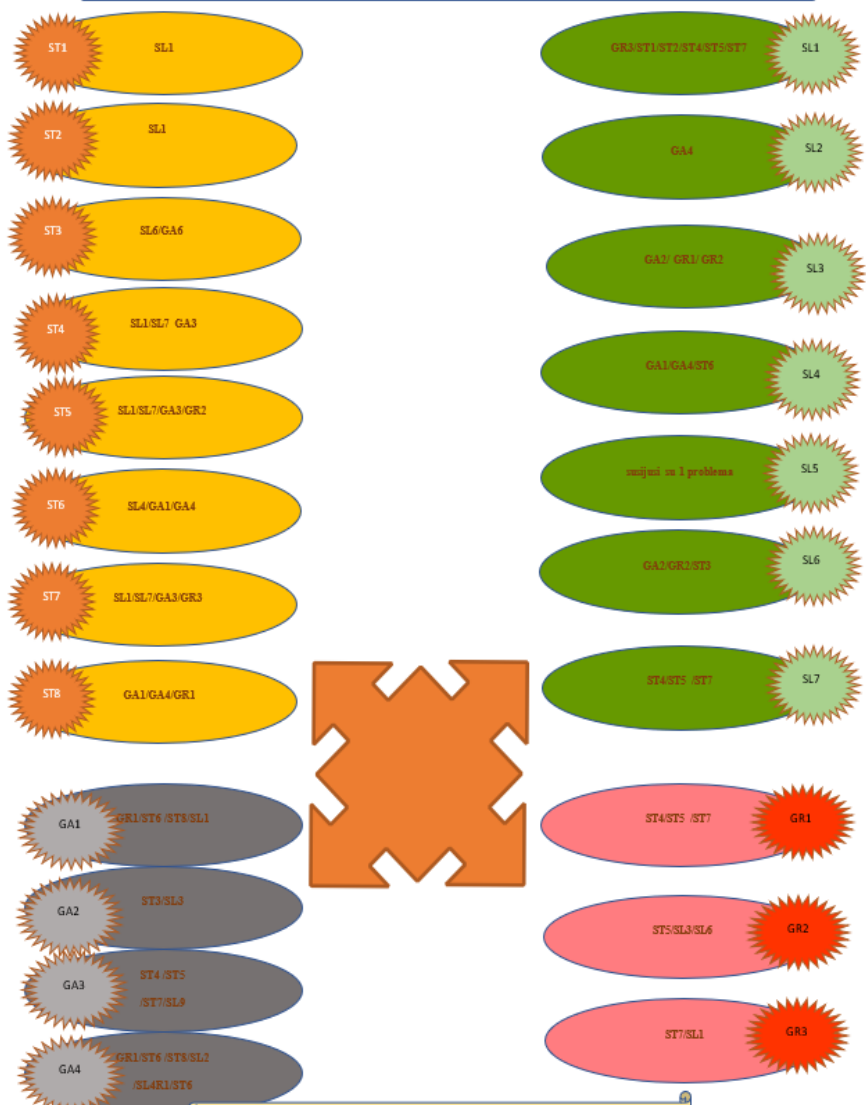 ST1 SL1
ST2 SL1
ST3 SL6/GA6
ST4 SL1/SL7 GA3
ST5 SL1/SL7/GA3/GR2
ST6 SL4/GA1/GA4
ST7 SL1/SL7/GA3/GR3
ST8 GA1/GA4/GR1
GR3/ST1/ST2/ST4/ST5/ST7 SL1
GA4 SL2
GA2/ GR1/ GR2 SL3
GA1/GA4/ST6 SL4
susijusi su 1 problema SL5
GA2/GR2/ST3 SL6
ST4/ST5 /ST7 SL7
GA1 GR1/ST6 /ST8/SL1
GA2 ST3/SL3
GA3 ST4 /ST5
/ST7/SL9
GA4 GR1/ST6 /ST8/SL2
/SL4R1/ST6
ST4/ST5 /ST7 GR1
ST5/SL3/SL6 GR2
ST7/SL1 GR3